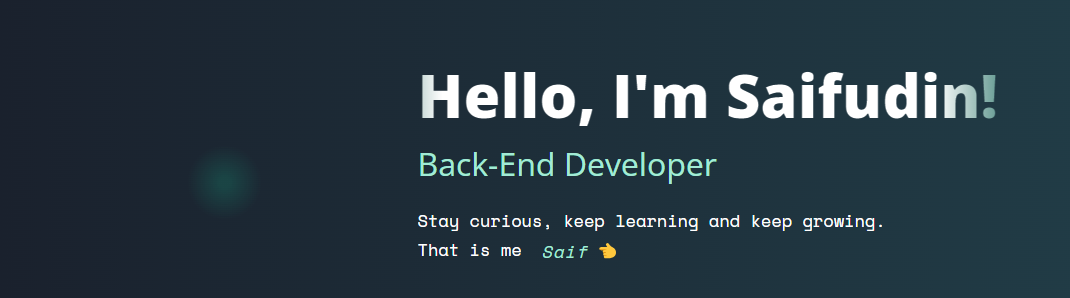 Hello, I'm Saifudin!
Back-End Developer
Stay curious, keep learning and keep growing.
That is me Saif 👈